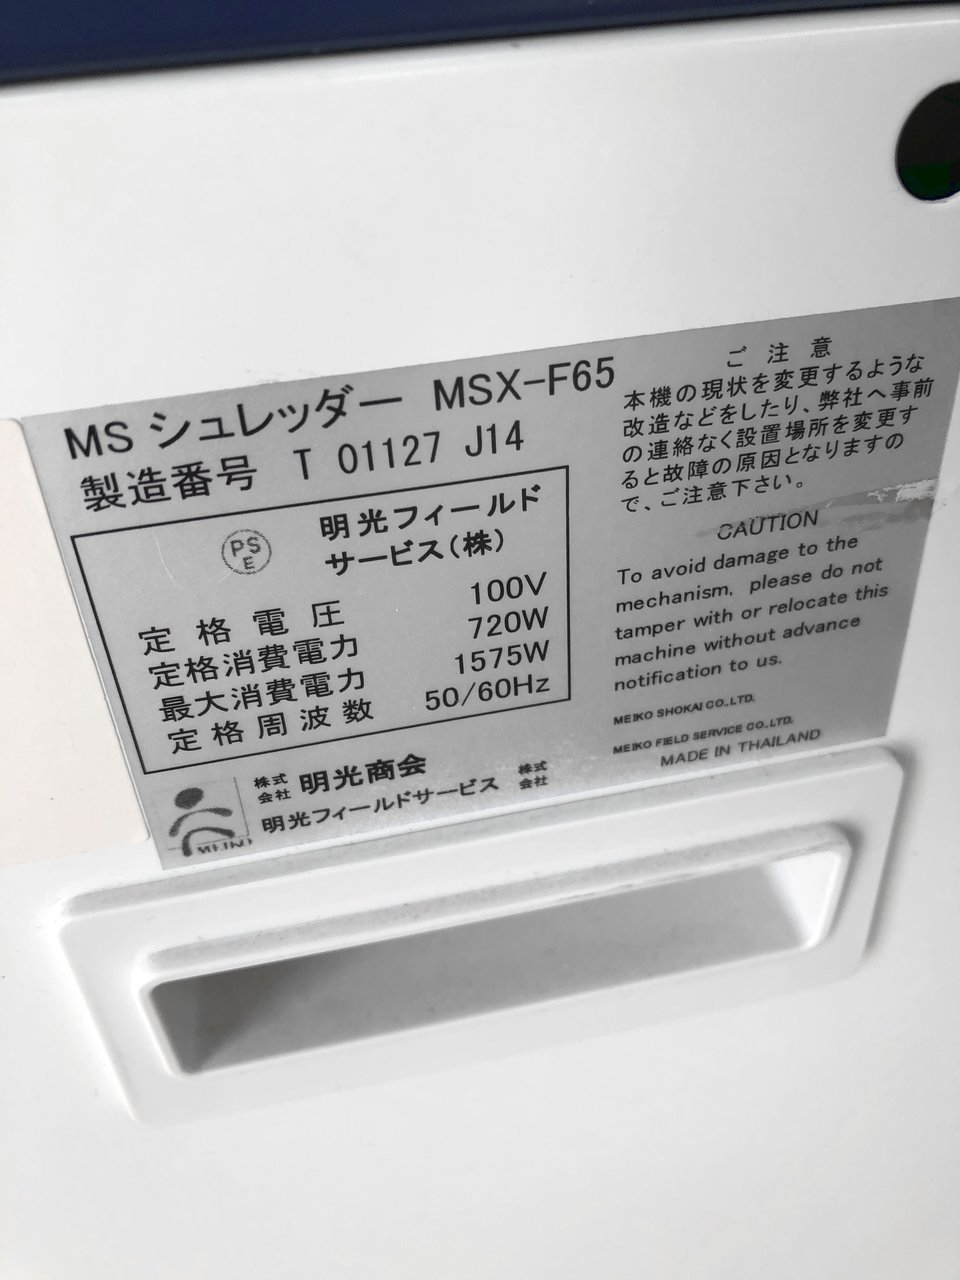 MS シュレッダー MSX-F65
製造番号 T 01127 J14
PS
E
明光フィールド
サービス(株)
定格電圧 100V
定格消費電力 720W
最大消費電力 1575W
定格周波数 50/60Hz
株式
会社 明光商会
明光フィールドサービス 株式
会社
MEIKO
ご注意
本機の現状を変更するような
改造などをしたり、弊社へ事前
の連絡なく設置場所を変更す
ると故障の原因となりますの
で、ご注意下さい。
CAUTION
To avoid damage to the
mechanism, please do not
tamper with or relocate this
machine without advance
notification to us.
MEIKO SHOKAI CO.,LTD.
MEIKO FIELD SERVICE CO.,LTD.
MADE IN THAILAND